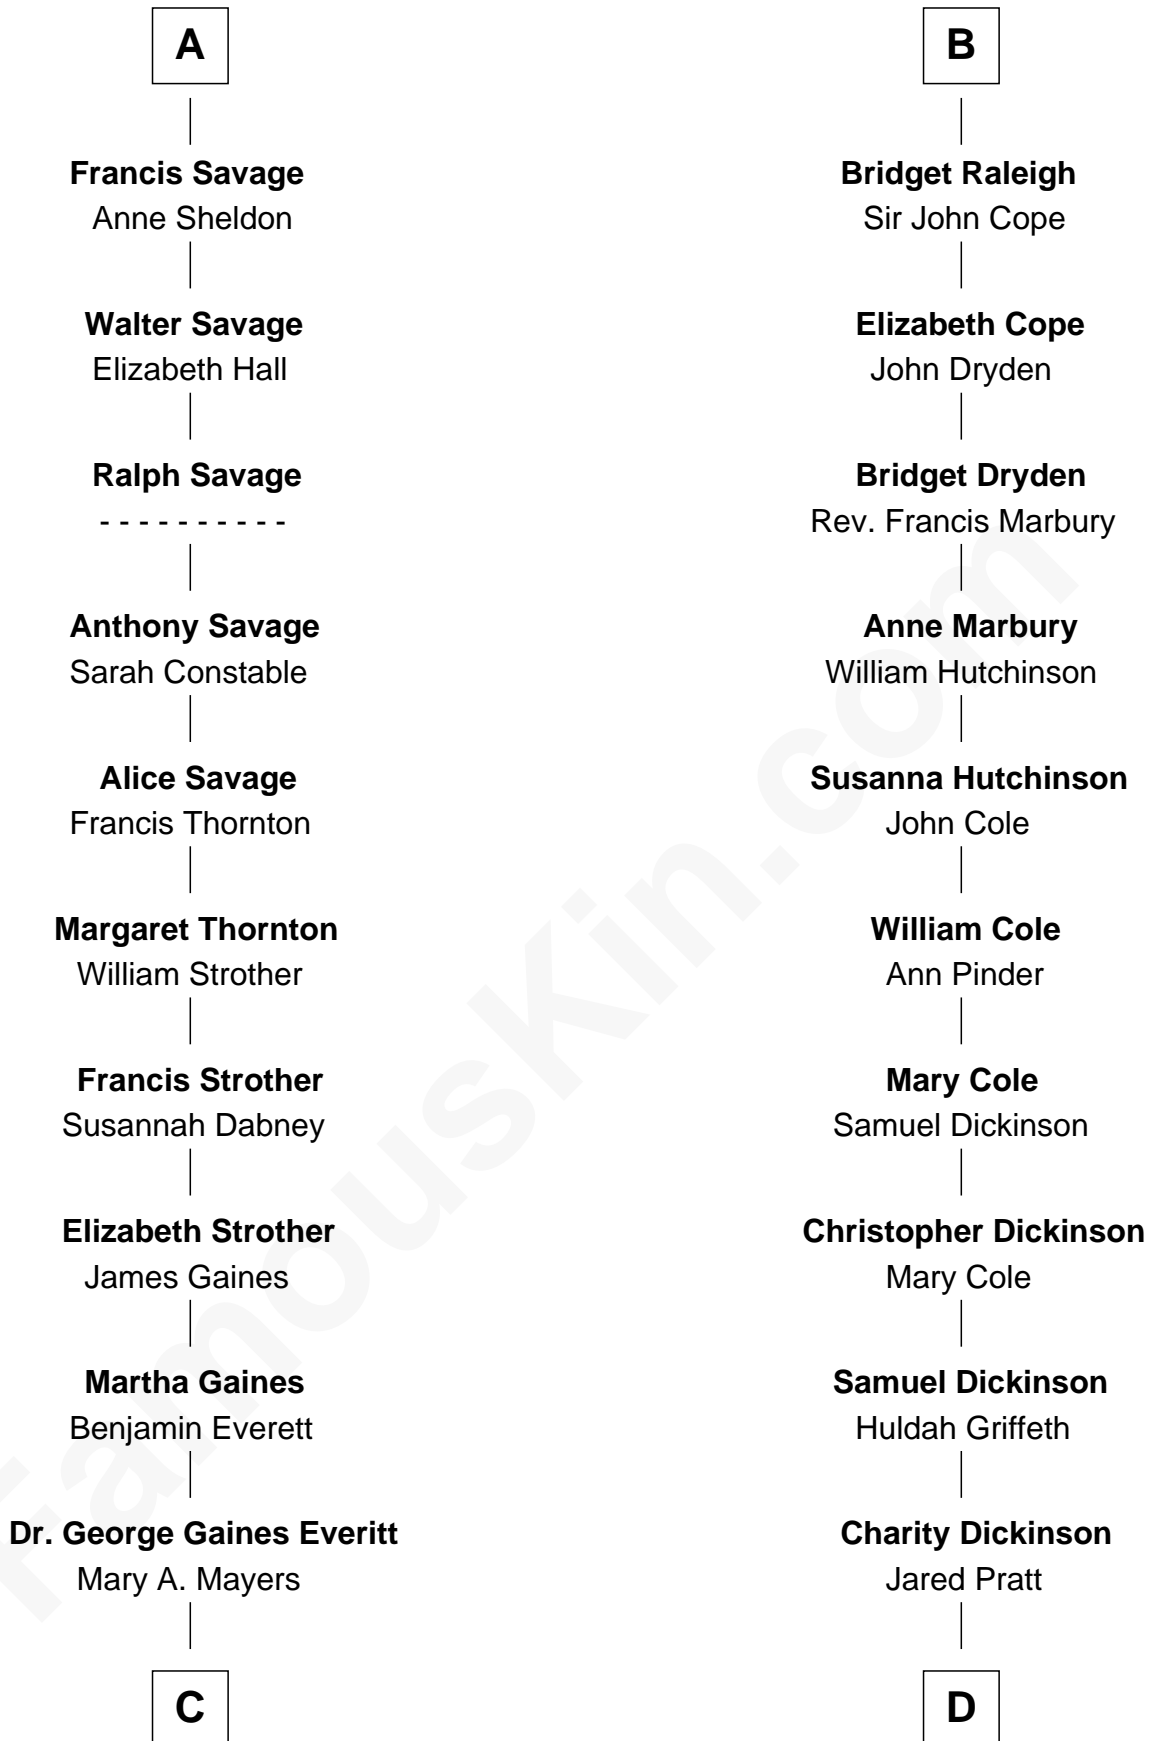 A
Francis Savage
Anne Sheldon
Walter Savage
Elizabeth Hall
Ralph Savage
- - - - - - - - - -
Anthony Savage
Sarah Constable
Alice Savage
Francis Thornton
Margaret Thornton
William Strother
Francis Strother
Susannah Dabney
Elizabeth Strother
James Gaines
Martha Gaines
Benjamin Everett
Dr. George Gaines Everitt
Mary A. Mayers
C
B
Bridget Raleigh
Sir John Cope
Elizabeth Cope
John Dryden
Bridget Dryden
Rev. Francis Marbury
Anne Marbury
William Hutchinson
Susanna Hutchinson
John Cole
William Cole
Ann Pinder
Mary Cole
Samuel Dickinson
Christopher Dickinson
Mary Cole
Samuel Dickinson
Huldah Griffeth
Charity Dickinson
Jared Pratt
D
FamousKin.com